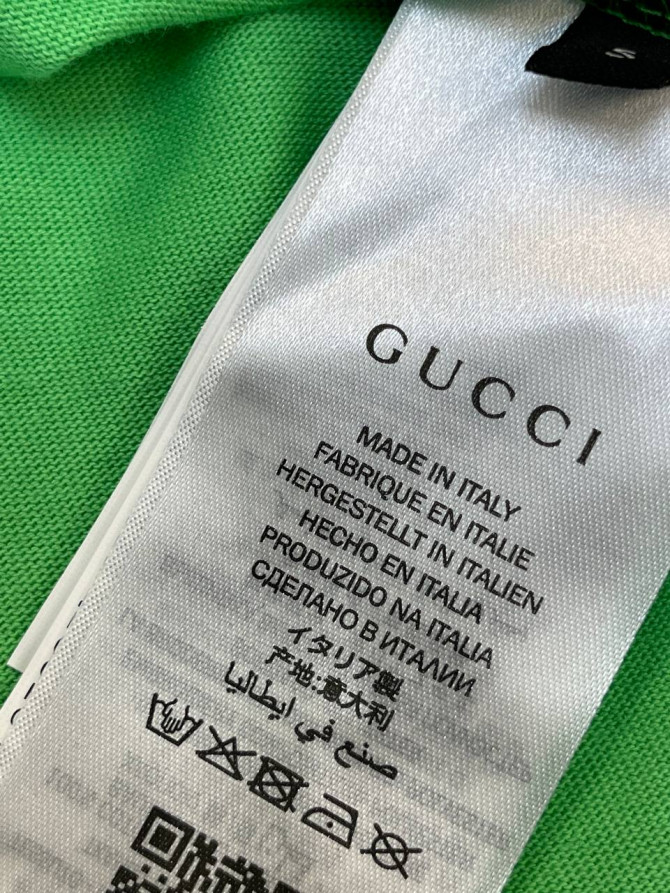 S
GUCCI
MADE IN ITALY
FABRIQUE EN ITALIE
HERGESTELLT IN ITALIEN
HECHO EN ITALIA
PRODUZIDO NA ITALIA
СДЕЛАНО В ИТАЛИИ
イタリア製
产地:意大利
صنع في ايطاليا